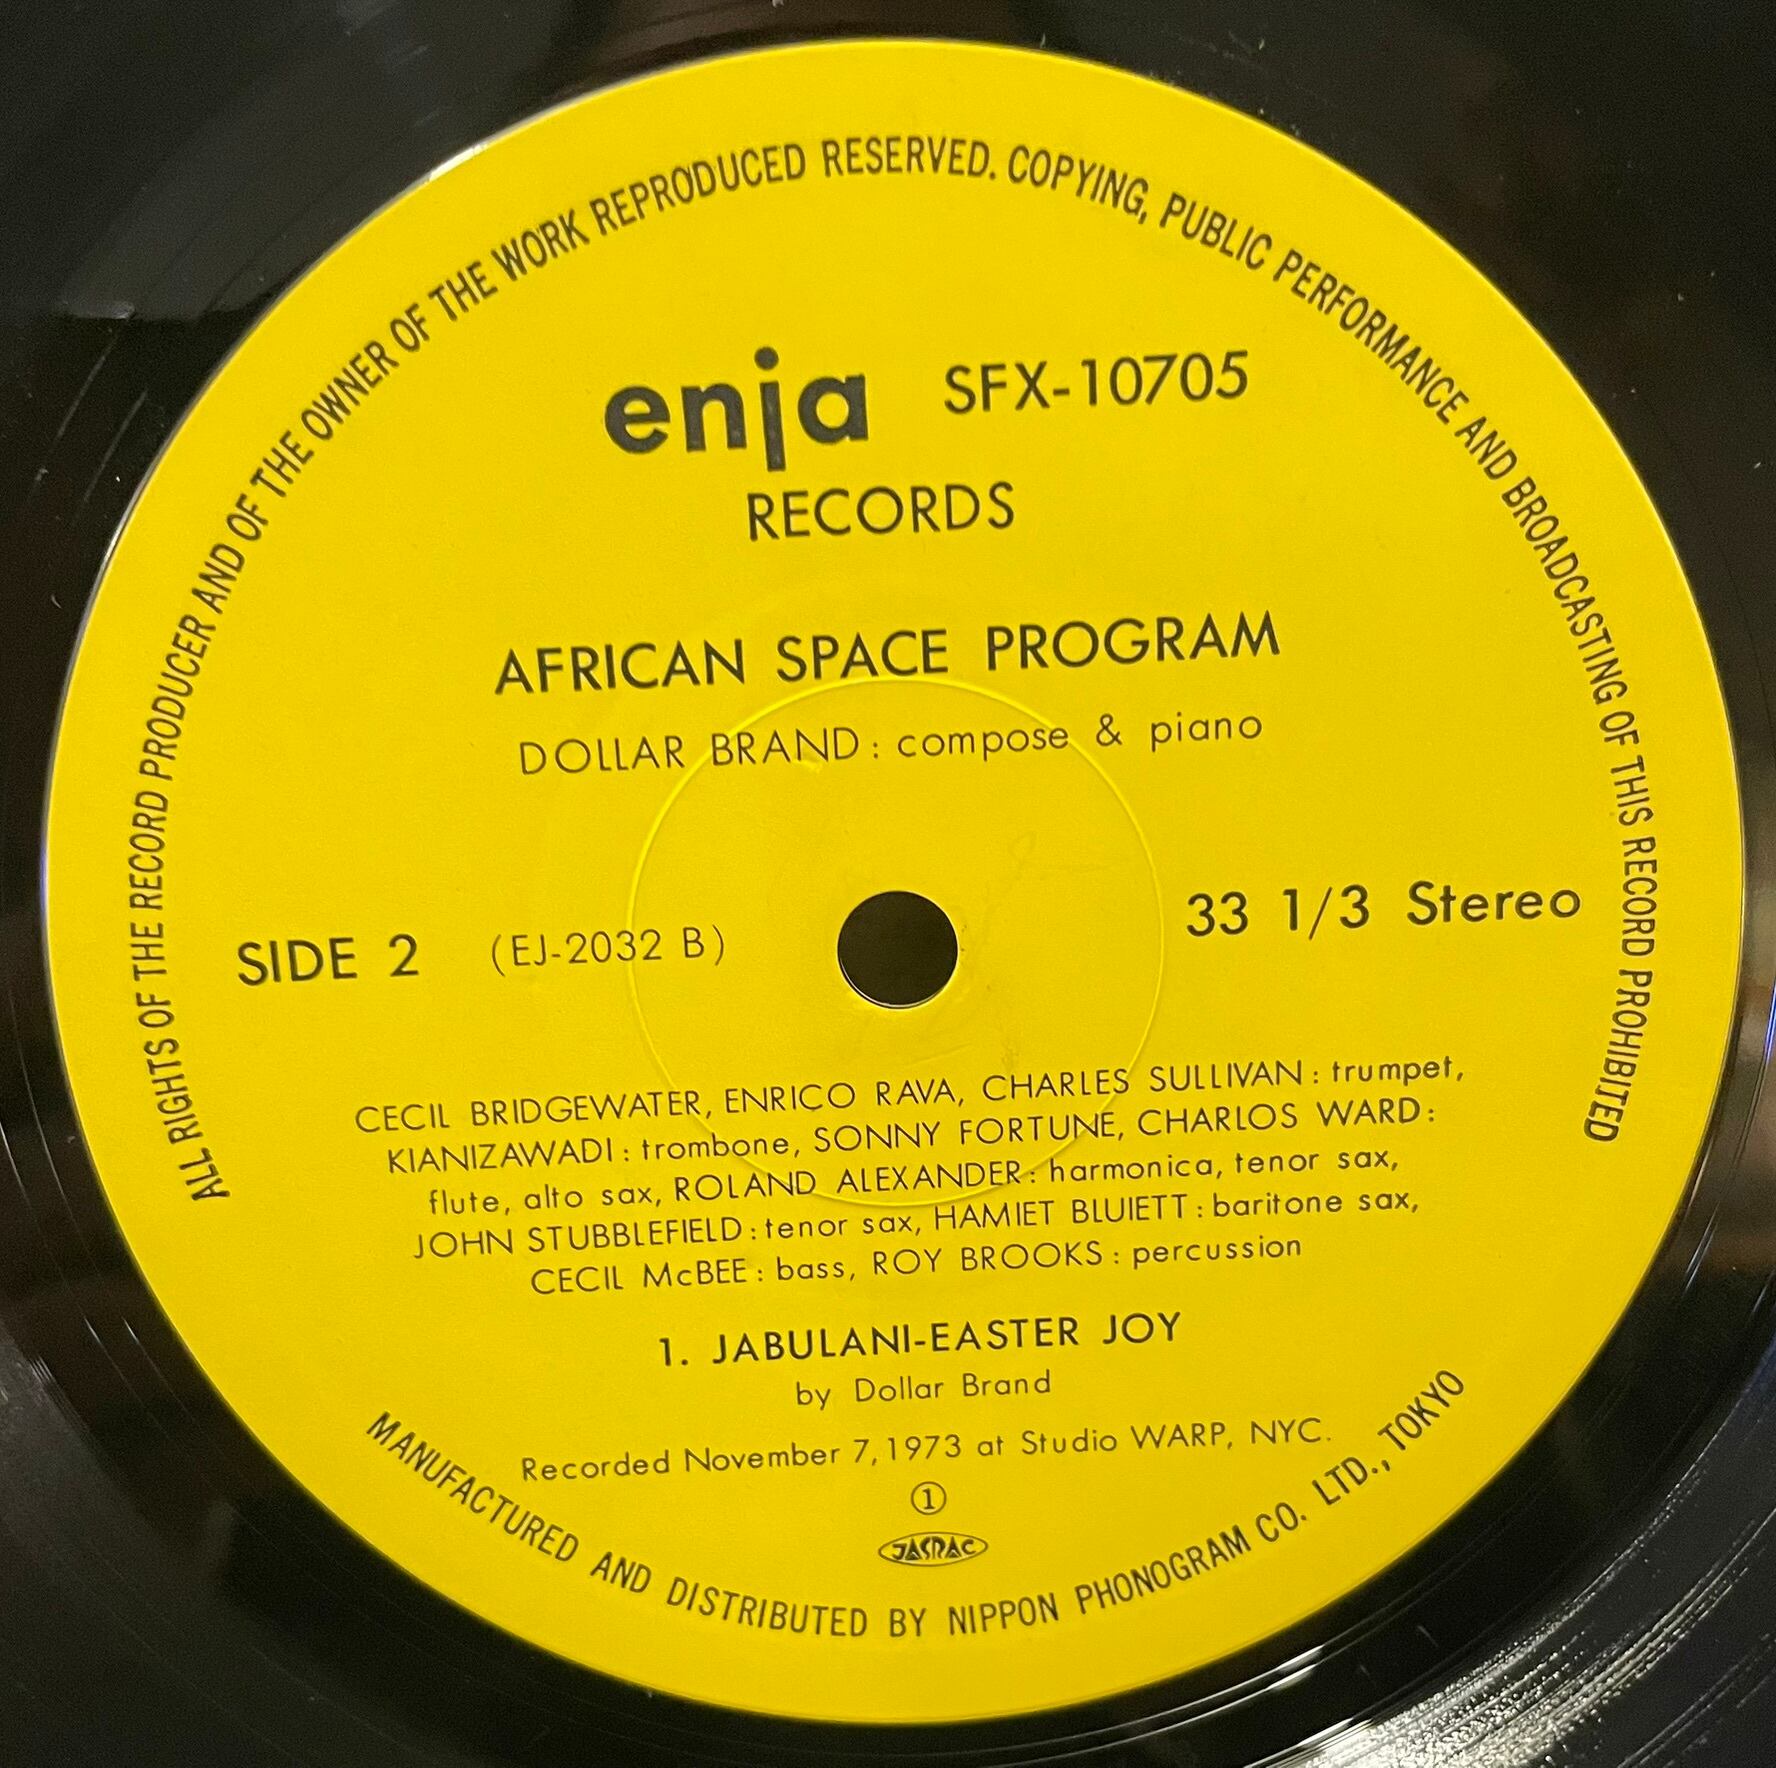 ALL RIGHTS OF THE RECORD PRODUCER AND OF THE OWNER OF THE WORK REPRODUCED RESERVED. COPYING, PUBLIC PERFORMANCE AND BROADCASTING OF THIS RECORD PROHIBITED
enja SFX-10705
RECORDS
AFRICAN SPACE PROGRAM
DOLLAR BRAND: compose & piano
SIDE 2 (EJ-2032 B) 33 1/3 Stereo
CECIL BRIDGEWATER, ENRICO RAVA, CHARLES SULLIVAN: trumpet,
KIANIZAWADI: trombone, SONNY FORTUNE, CHARLOS WARD:
flute, alto sax, ROLAND ALEXANDER: harmonica, tenor sax,
JOHN STUBBLEFIELD: tenor sax, HAMIET BLUIETT: baritone sax,
CECIL McBEE: bass, ROY BROOKS: percussion
1. JABULANI-EASTER JOY
by Dollar Brand
Recorded November 7, 1973 at Studio WARP, NYC.
①
JASRAC
MANUFACTURED AND DISTRIBUTED BY NIPPON PHONOGRAM CO. LTD., TOKYO